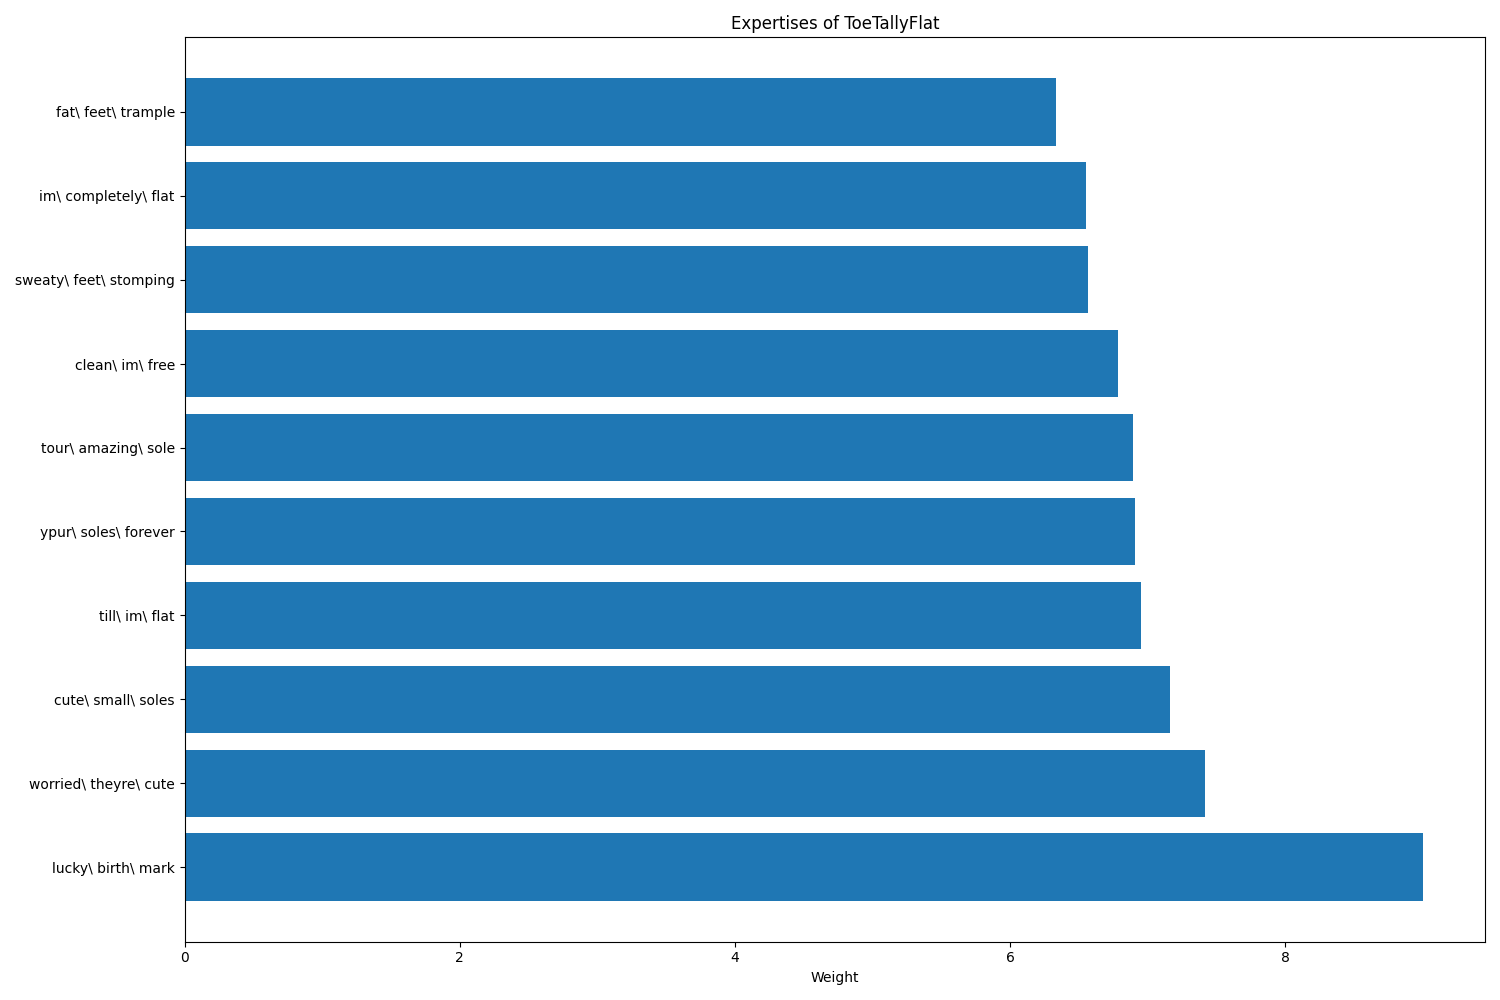 Expertises of ToeTallyFlat
fat\ feet\ trample
im\ completely\ flat
sweaty\ feet\ stomping
clean\ im\ free
tour\ amazing\ sole
ypur\ soles\ forever
till\ im\ flat
cute\ small\ soles
worried\ theyre\ cute
lucky\ birth\ mark
0 2 4 6 8
Weight